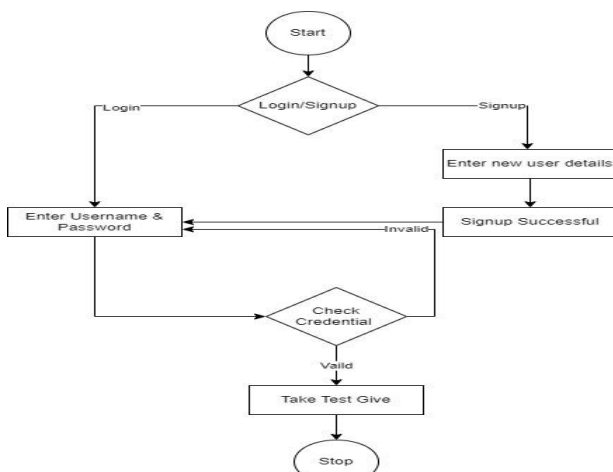 Start
Login/Signup
Login
Signup
Enter new user details
Enter Username &
Password
Signup Successful
Invalid
Check
Credential
Vaild
Take Test Give
Stop